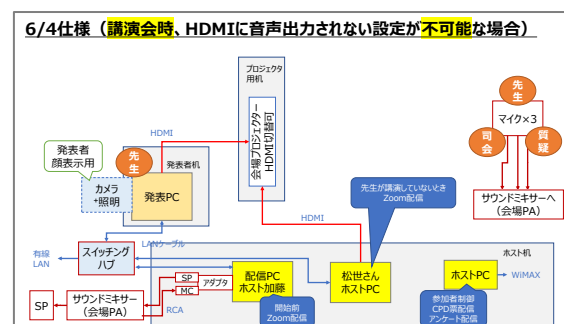 6/4仕様（講演会時、HDMIに音声出力されない設定が不可能な場合）
プロジェクタ
用机
会場プロジェクター
HDMI切替可
HDMI
発表者
顔表示用
先
生
発表者机
カメラ
+照明
発表PC
先
生
マイク×3
司
会
質
疑
サウンドミキサーへ
（会場PA）
先生が講演していないとき
Zoom配信
HDMI
LANケーブル
ホスト机
有線
LAN
スイッチング
ハブ
配信PC
ホスト加藤
松世さん
ホストPC
ホストPC
WiMAX
SP
アダプタ
MC
SP
サウンドミキサー
（会場PA）
RCA
開始前
Zoom配信
参加者制御
CPD票配信
アンケート配信